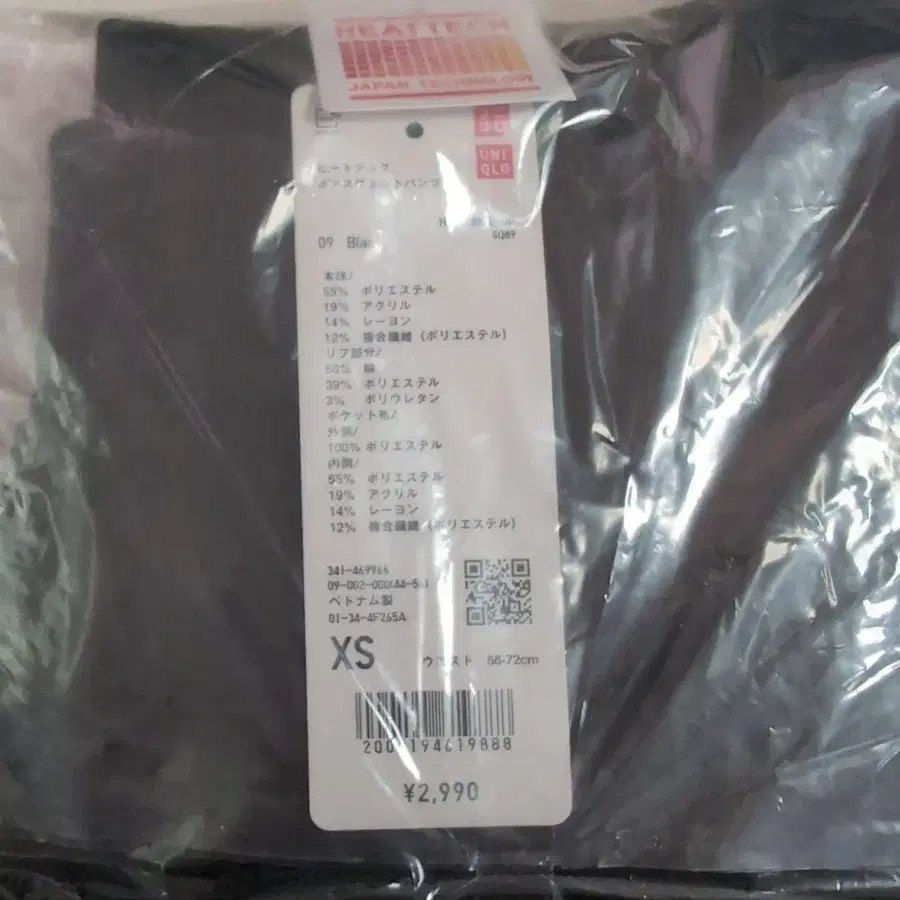 HEATTECH
JAPAN TECHNOLOGY
UNI
QLO
ヒートテック
SQ89
09
本体/
55% ポリエステル
19% アクリル
14% レーヨン
12% 複合繊維 (ポリエステル)
リブ部分/
綿
39% ポリエステル
3% ポリウレタン
ポケット布/
外側/
100% ポリエステル
内側/
55% ポリエステル
19% アクリル
14% レーヨン
12% 複合繊維 (ポリエステル)
341-469966
ベトナム製
01-34-4F265A
XS
ウエスト
¥2,990